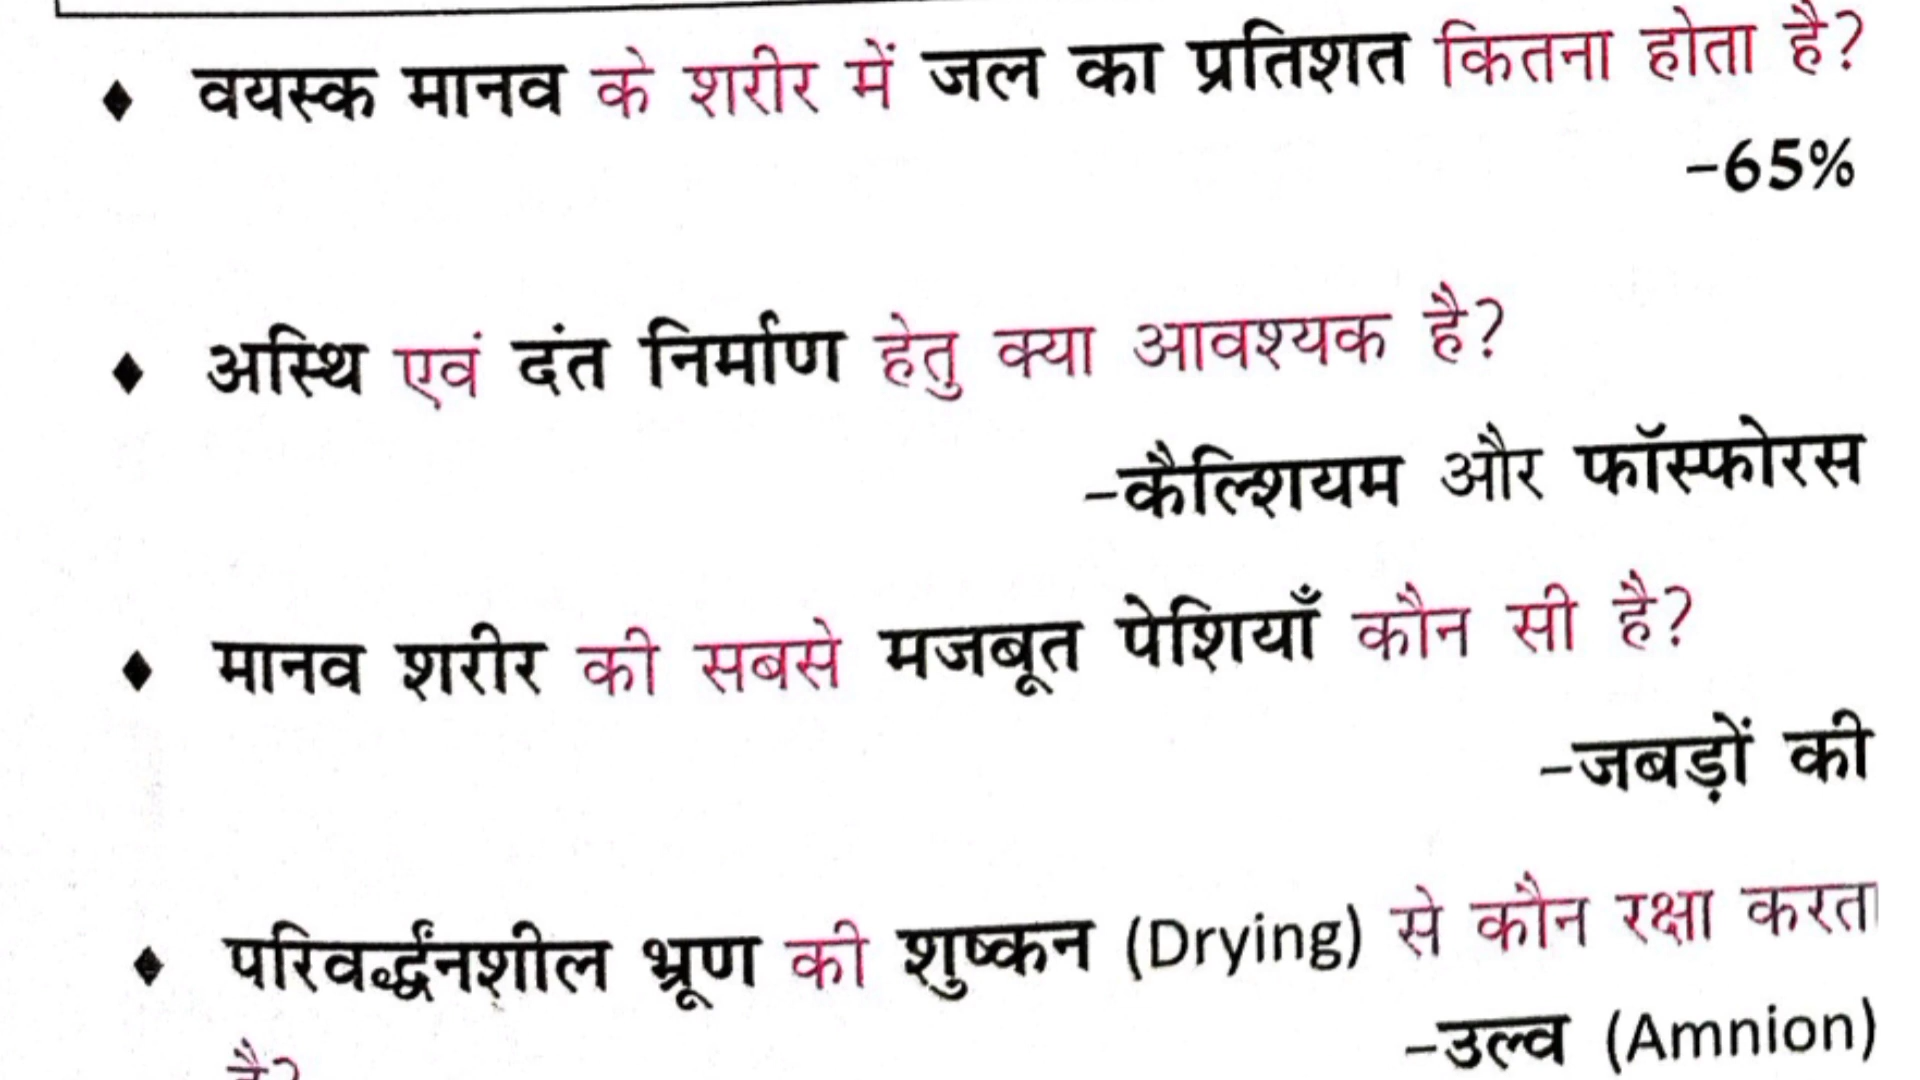 ♦ वयस्क मानव के शरीर में जल का प्रतिशत कितना होता है?
-65%
♦ अस्थि एवं दंत निर्माण हेतु क्या आवश्यक है?
-कैल्शियम और फॉस्फोरस
♦ मानव शरीर की सबसे मजबूत पेशियाँ कौन सी है?
-जबड़ों की
♦ परिवर्द्धनशील भ्रूण की शुष्कन (Drying) से कौन रक्षा करता
है?
-उल्व (Amnion)